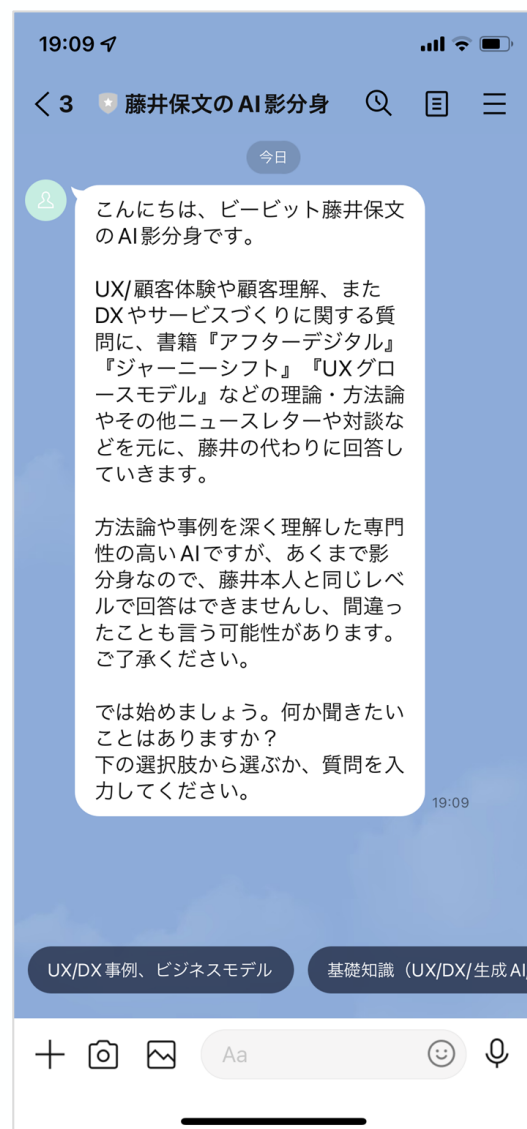 19:09
3 藤井保文のAI影分身
今日
こんにちは、ビービット藤井保文
のAI影分身です。
UX/顧客体験や顧客理解、また
DXやサービスづくりに関する質
問に、書籍『アフターデジタル』
『ジャーニーシフト』『UXグロ
ースモデル』などの理論・方法論
やその他ニュースレターや対談な
どを元に、藤井の代わりに回答し
ていきます。
方法論や事例を深く理解した専門
性の高いAIですが、あくまで影
分身なので、藤井本人と同じレベ
ルで回答はできませんし、間違っ
たことも言う可能性があります。
ご了承ください。
では始めましょう。何か聞きたい
ことはありますか？
下の選択肢から選ぶか、質問を入
力してください。
19:09
UX/DX事例、ビジネスモデル
基礎知識（UX/DX/生成AI/
Aa